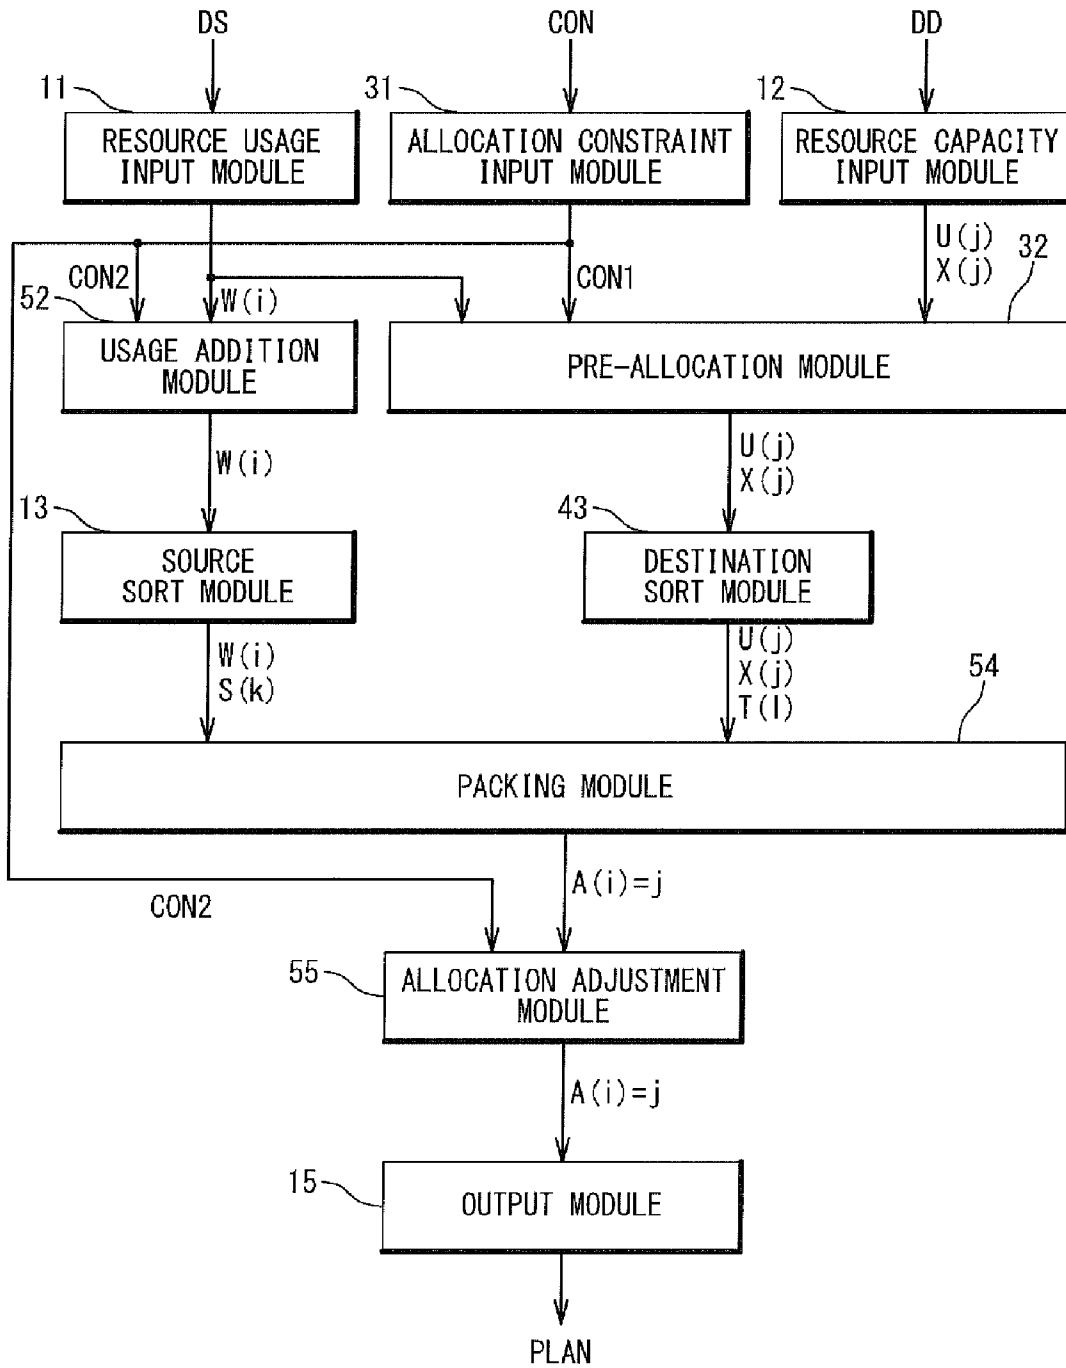 DS
CON
DD
11
31
12
RESOURCE USAGE
INPUT MODULE
ALLOCATION CONSTRAINT
INPUT MODULE
RESOURCE CAPACITY
INPUT MODULE
U(j)
X(j)
32
CON2
CON1
52
W(i)
USAGE ADDITION
MODULE
PRE-ALLOCATION MODULE
W(i)
U(j)
X(j)
13
43
SOURCE
SORT MODULE
DESTINATION
SORT MODULE
W(i)
S(k)
U(j)
X(j)
T(l)
54
PACKING MODULE
A(i)=j
CON2
55
ALLOCATION ADJUSTMENT
MODULE
A(i)=j
15
OUTPUT MODULE
PLAN